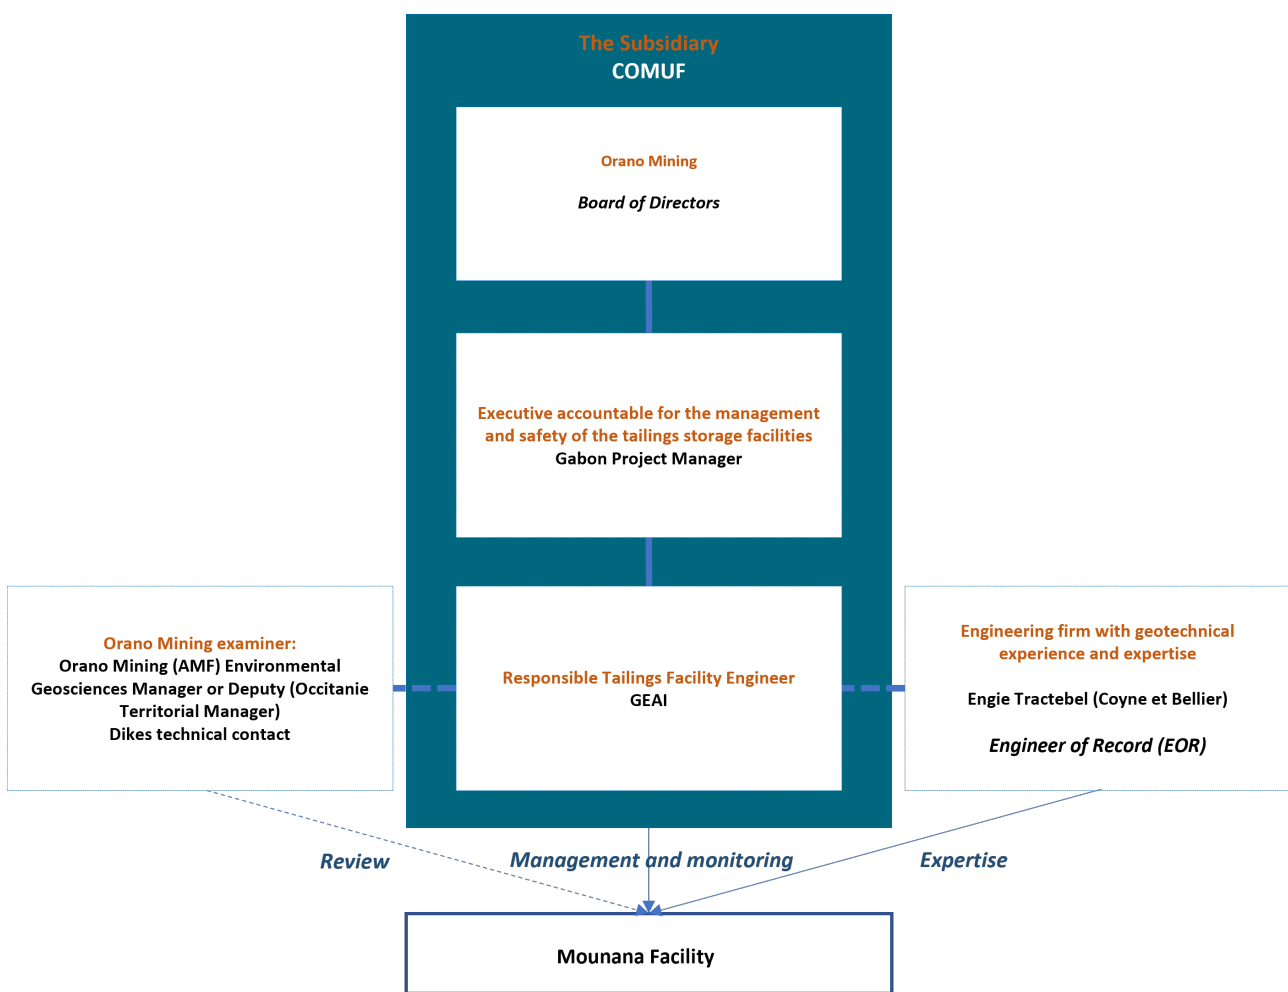 The Subsidiary
COMUF
Orano Mining
Board of Directors
Executive accountable for the management
and safety of the tailings storage facilities
Gabon Project Manager
Orano Mining examiner:
Orano Mining (AMF) Environmental
Geosciences Manager or Deputy (Occitanie
Territorial Manager)
Dikes technical contact
Responsible Tailings Facility Engineer
GEAI
Engineering firm with geotechnical
experience and expertise
Engie Tractebel (Coyne et Bellier)
Engineer of Record (EOR)
Review
Management and monitoring
Expertise
Mounana Facility